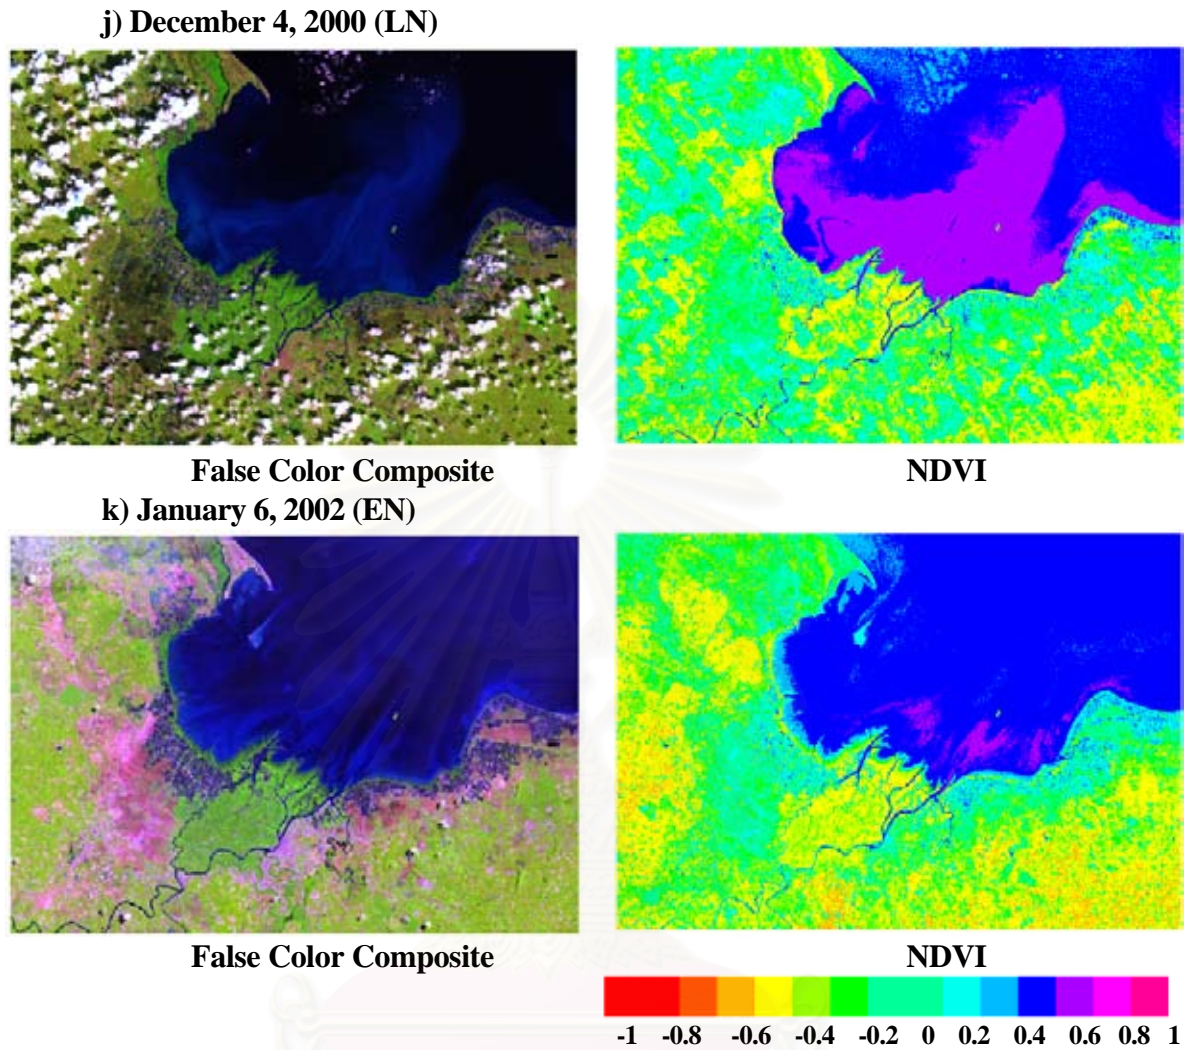 j) December 4, 2000 (LN)
False Color Composite
NDVI
k) January 6, 2002 (EN)
False Color Composite
NDVI
-1 -0.8 -0.6 -0.4 -0.2 0 0.2 0.4 0.6 0.8 1